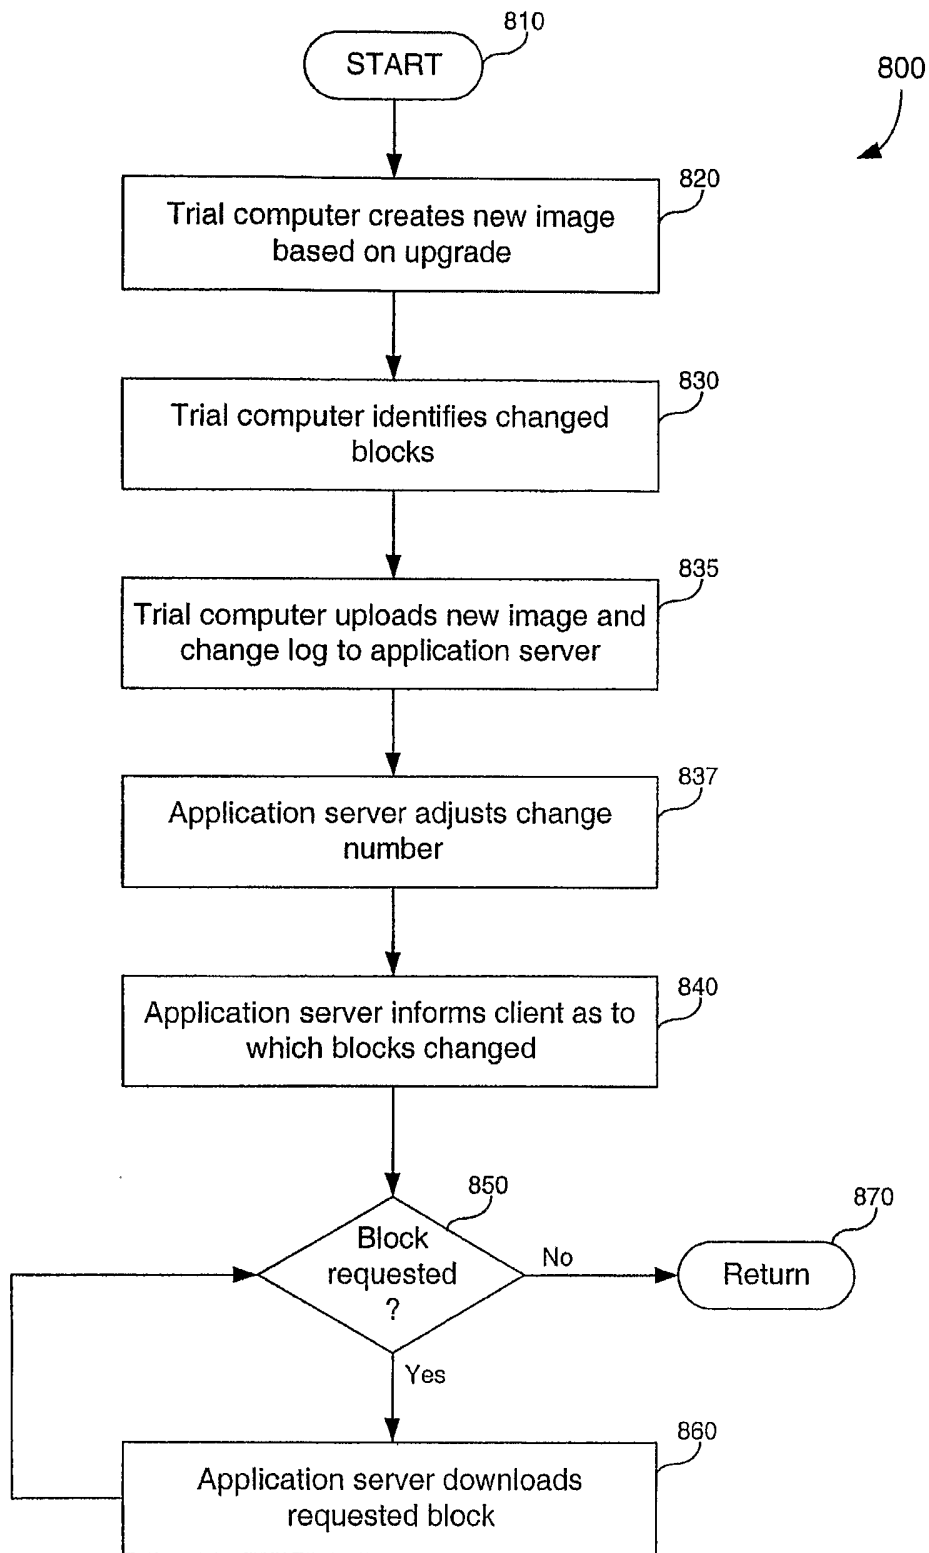 810
START
800
820
Trial computer creates new image
based on upgrade
830
Trial computer identifies changed
blocks
835
Trial computer uploads new image and
change log to application server
837
Application server adjusts change
number
840
Application server informs client as to
which blocks changed
850
Block
requested
?
No
870
Return
Yes
860
Application server downloads
requested block